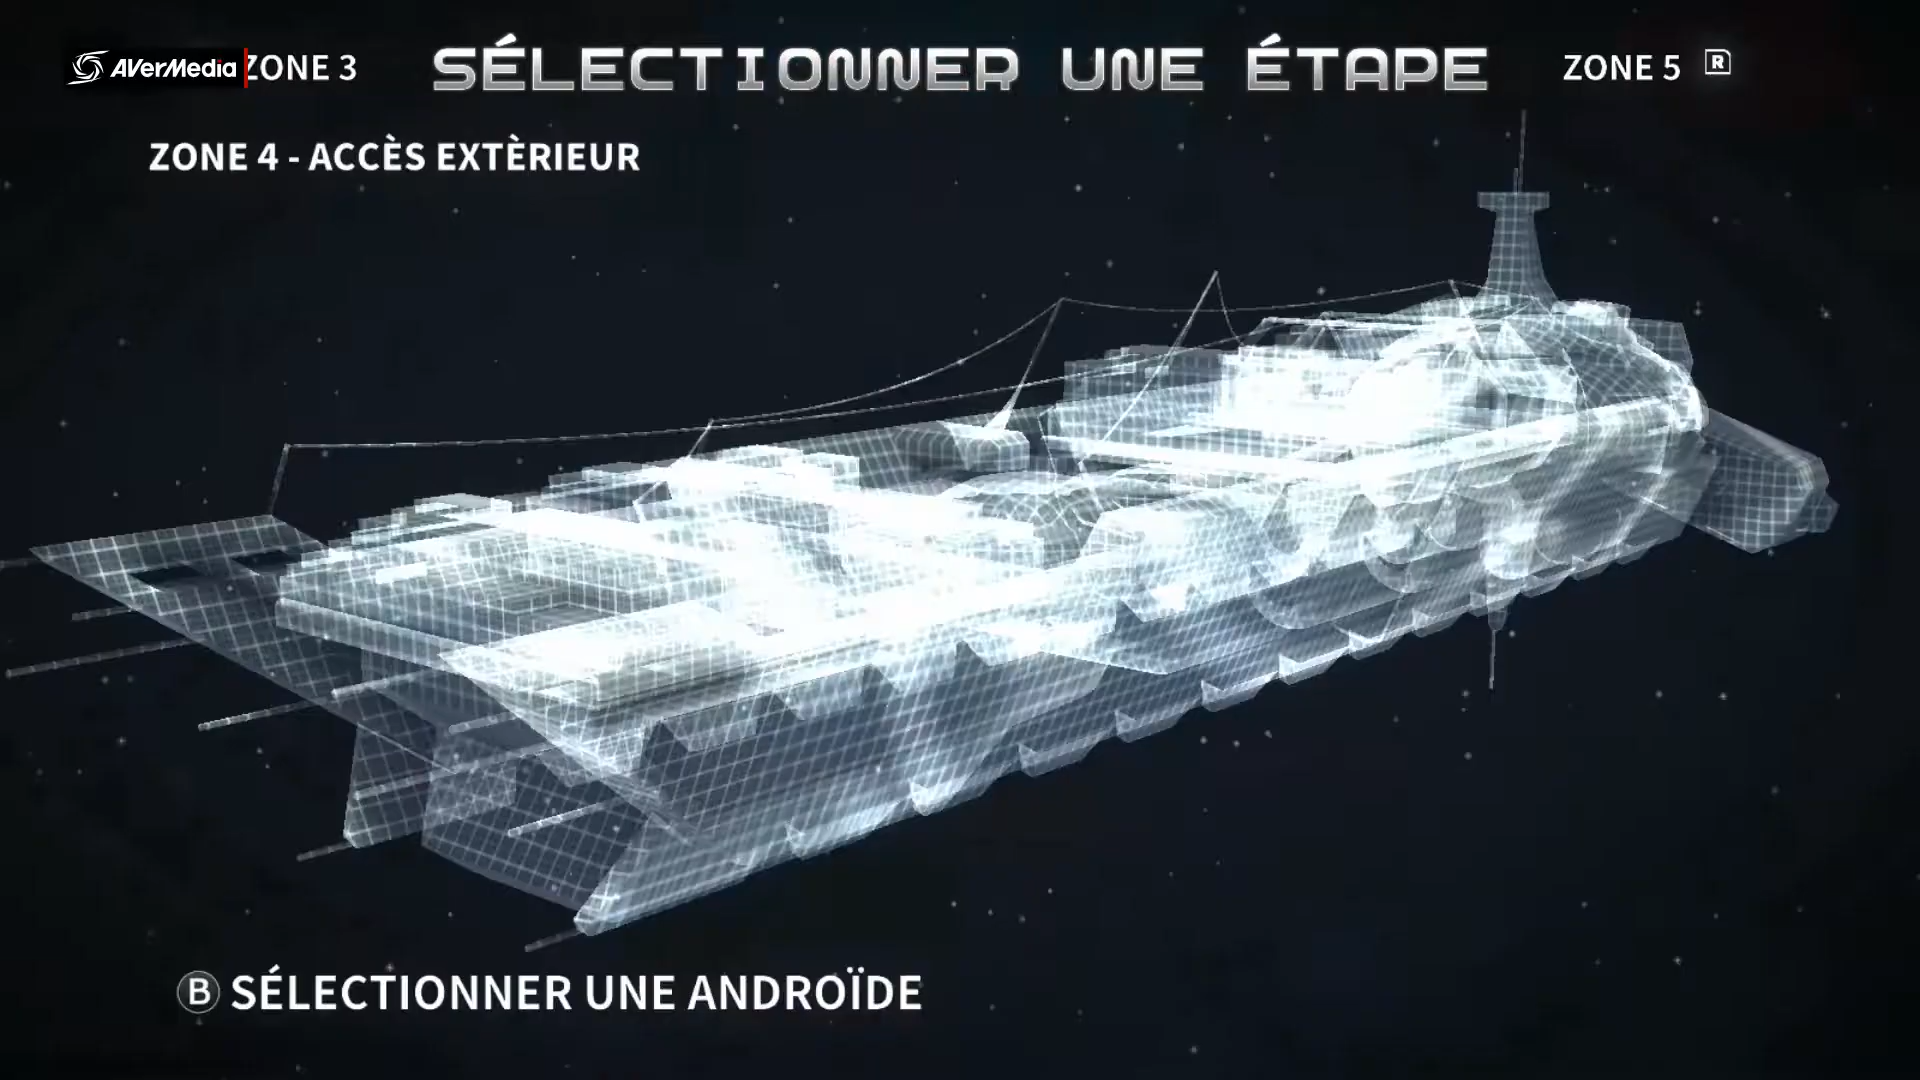 AVerMedia ZONE 3
SÉLECTIONNER UNE ÉTAPE
ZONE 5 R
ZONE 4 - ACCÈS EXTÈRIEUR
B SÉLECTIONNER UNE ANDROÏDE